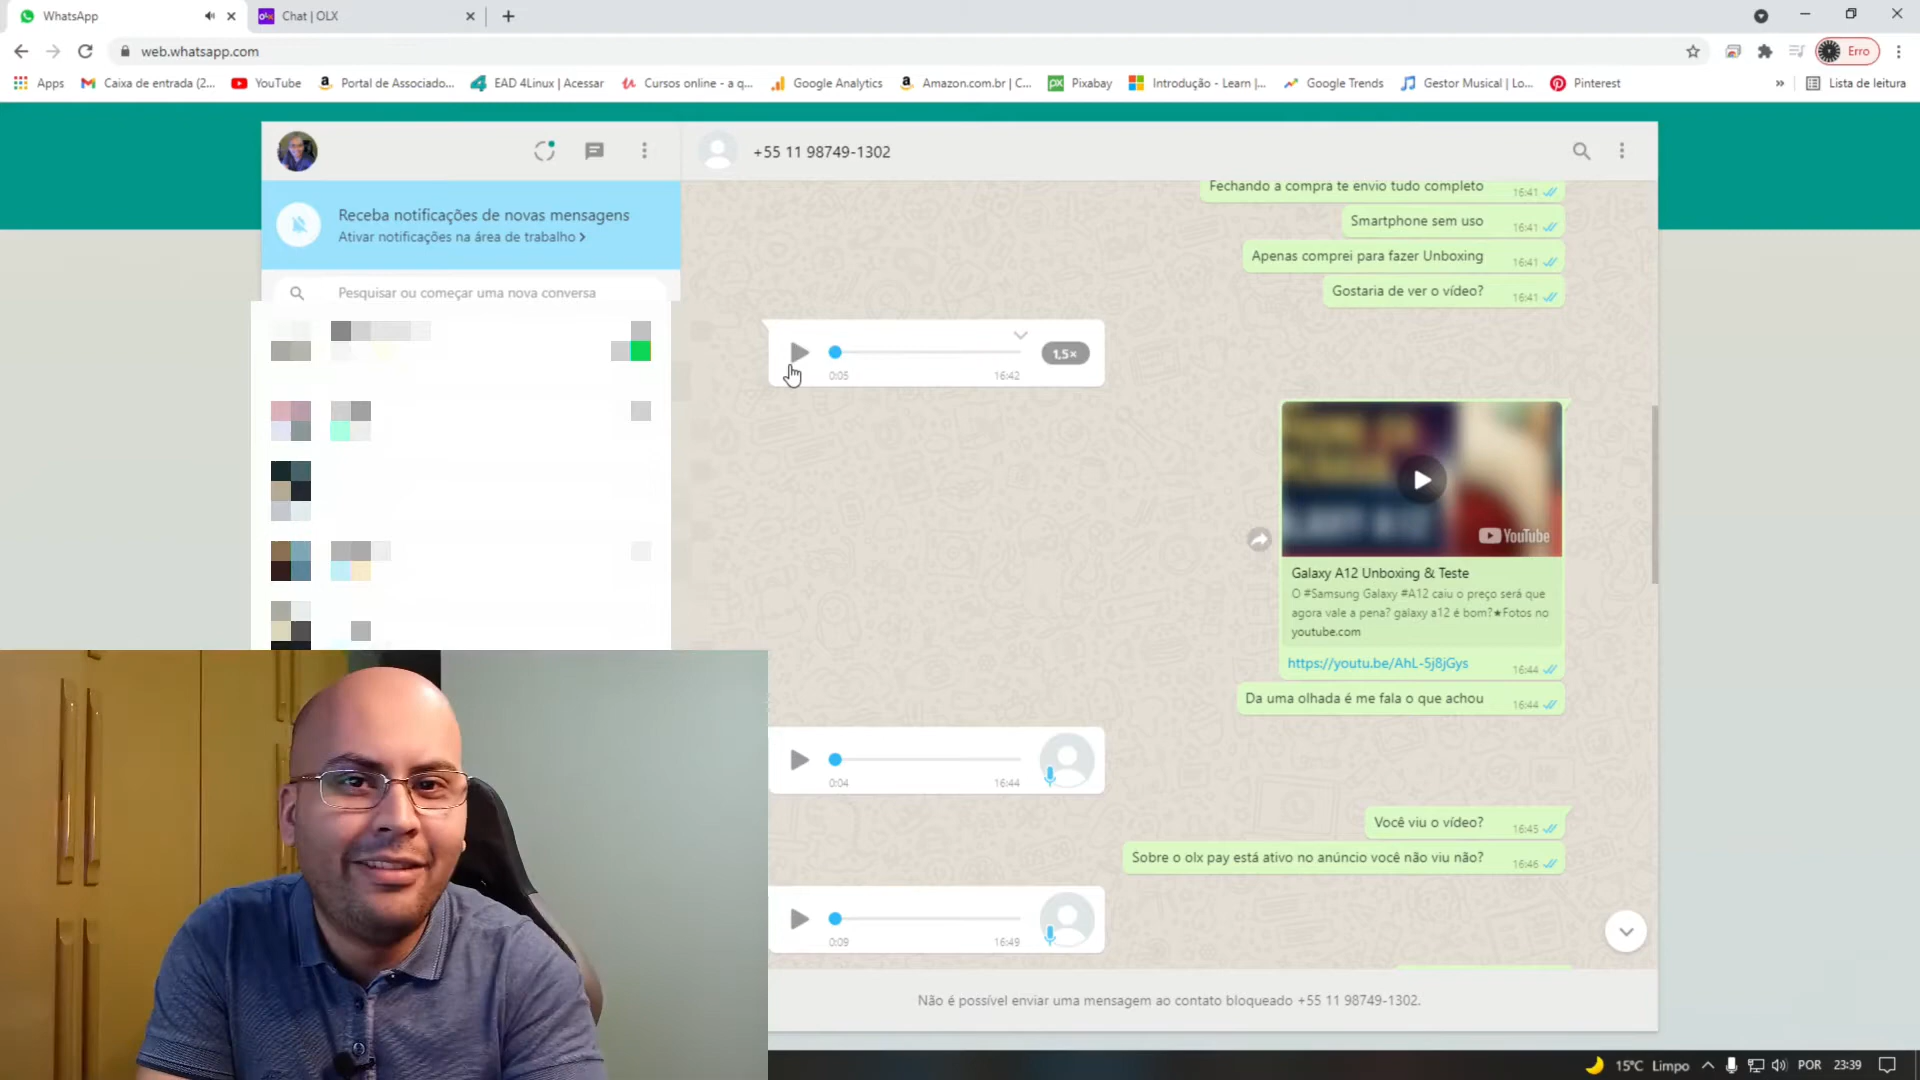 WhatsApp
Chat | OLX
web.whatsapp.com
Erro
Apps
Caixa de entrada (2...
YouTube
Portal de Associado...
EAD 4Linux | Acessar
Cursos online - a q...
Google Analytics
Amazon.com.br | C...
Pixabay
Introdução - Learn |...
Google Trends
Gestor Musical | Lo...
Pinterest
»
Lista de leitura
+55 11 98749-1302
Receba notificações de novas mensagens
Ativar notificações na área de trabalho >
Pesquisar ou começar uma nova conversa
Fechando a compra te envio tudo completo 16:41
Smartphone sem uso 16:41
Apenas comprei para fazer Unboxing 16:41
Gostaria de ver o vídeo? 16:41
1,5×
0:05 16:42
YouTube
Galaxy A12 Unboxing & Teste
O #Samsung Galaxy #A12 caiu o preço será que
agora vale a pena? galaxy a12 é bom?★Fotos no
youtube.com
https://youtu.be/AhL-5j8jGys 16:44
Da uma olhada é me fala o que achou 16:44
0:04 16:44
Você viu o vídeo? 16:45
Sobre o olx pay está ativo no anúncio você não viu não? 16:46
0:09 16:49
Não é possível enviar uma mensagem ao contato bloqueado +55 11 98749-1302.
15°C Limpo
POR
23:39